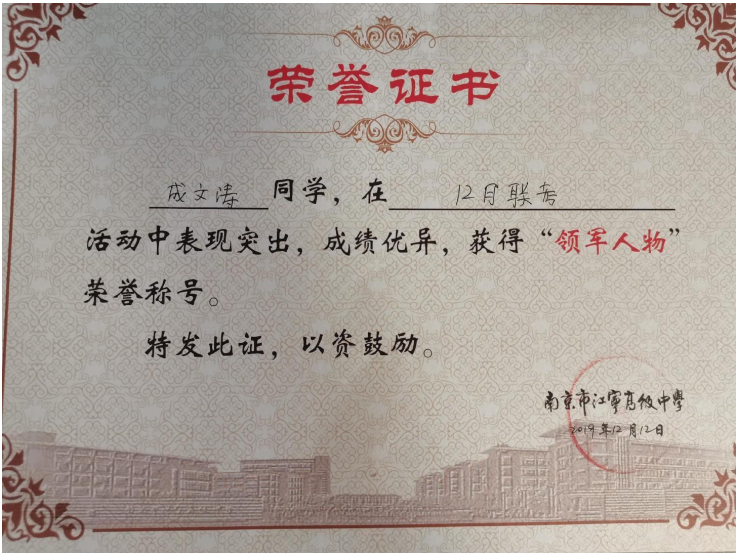 荣誉证书
成文涛同学，在12月联考
活动中表现突出，成绩优异，获得“领军人物”
荣誉称号。
特发此证，以资鼓励。
南京市江宁高级中學
2019年12月12日